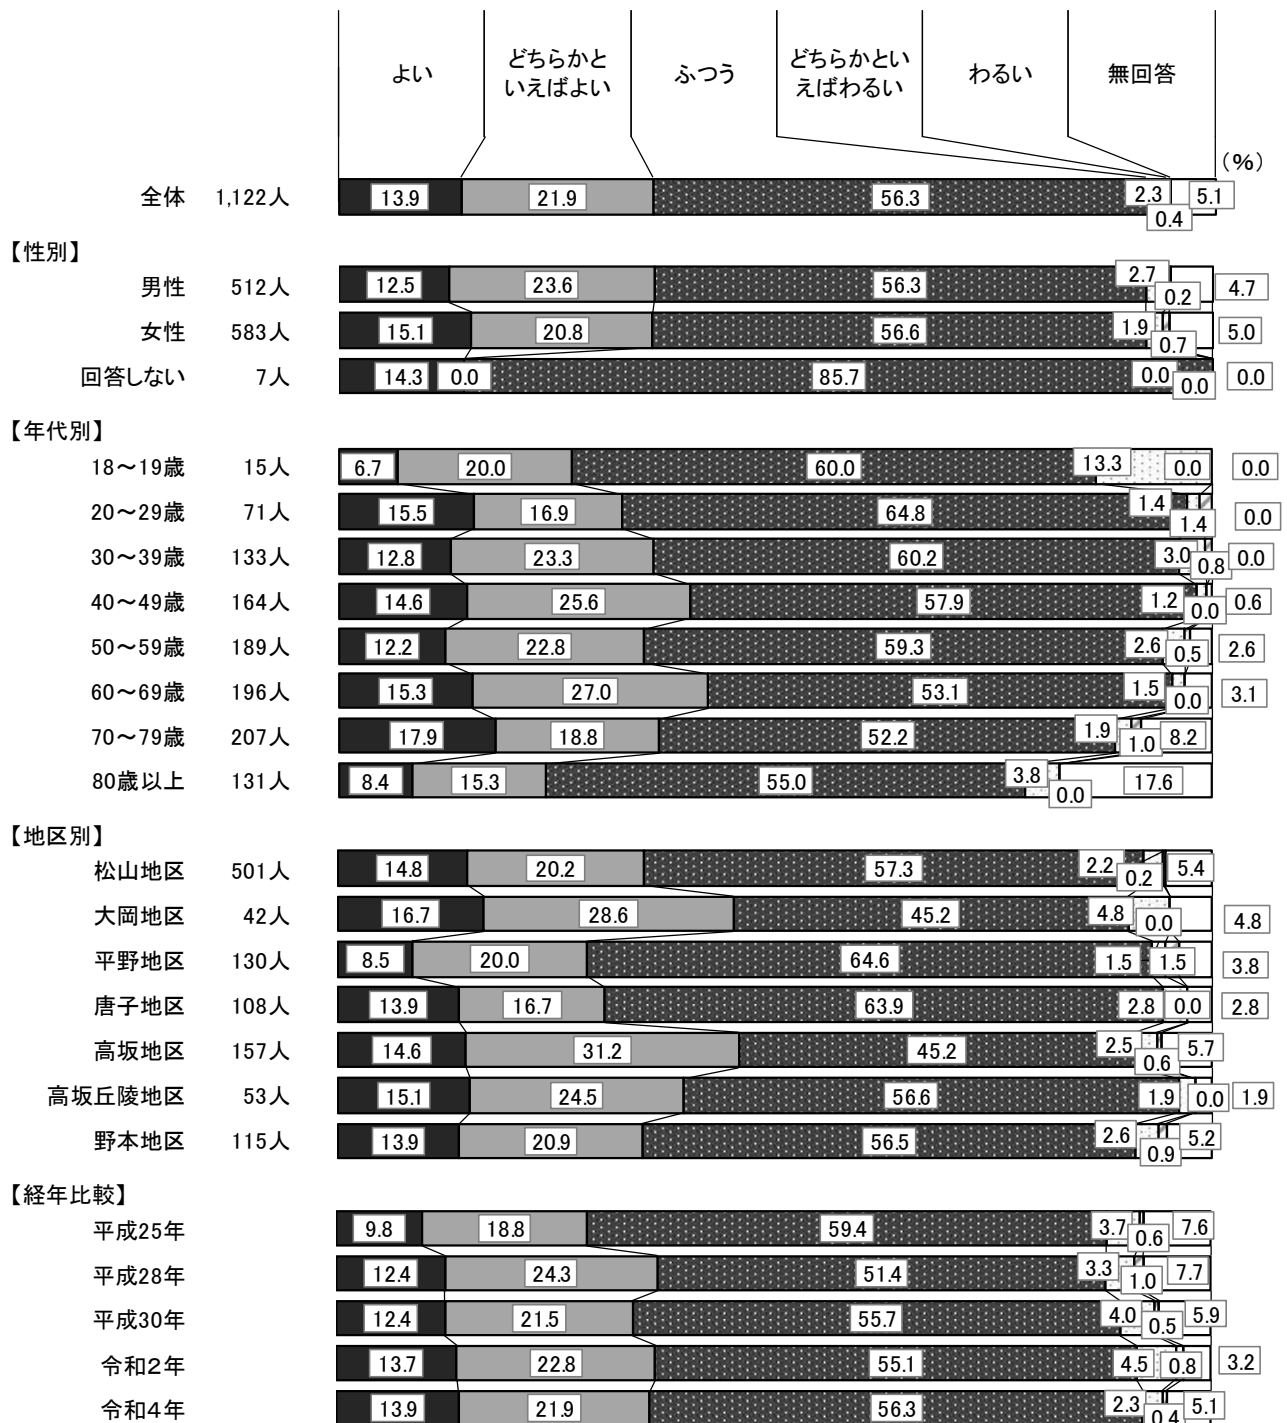 よい
どちらかと
いえばよい
ふつう
どちらかとい
えばわるい
わるい
無回答
(%)
全体 1,122人 13.9 21.9 56.3 2.3 0.4 5.1
【性別】
男性 512人 12.5 23.6 56.3 2.7 0.2 4.7
女性 583人 15.1 20.8 56.6 1.9 0.7 5.0
回答しない 7人 14.3 0.0 85.7 0.0 0.0 0.0
【年代別】
18～19歳 15人 6.7 20.0 60.0 13.3 0.0 0.0
20～29歳 71人 15.5 16.9 64.8 1.4 1.4 0.0
30～39歳 133人 12.8 23.3 60.2 3.0 0.8 0.0
40～49歳 164人 14.6 25.6 57.9 1.2 0.0 0.6
50～59歳 189人 12.2 22.8 59.3 2.6 0.5 2.6
60～69歳 196人 15.3 27.0 53.1 1.5 0.0 3.1
70～79歳 207人 17.9 18.8 52.2 1.9 1.0 8.2
80歳以上 131人 8.4 15.3 55.0 3.8 0.0 17.6
【地区別】
松山地区 501人 14.8 20.2 57.3 2.2 0.2 5.4
大岡地区 42人 16.7 28.6 45.2 4.8 0.0 4.8
平野地区 130人 8.5 20.0 64.6 1.5 1.5 3.8
唐子地区 108人 13.9 16.7 63.9 2.8 0.0 2.8
高坂地区 157人 14.6 31.2 45.2 2.5 0.6 5.7
高坂丘陵地区 53人 15.1 24.5 56.6 1.9 0.0 1.9
野本地区 115人 13.9 20.9 56.5 2.6 0.9 5.2
【経年比較】
平成25年 9.8 18.8 59.4 3.7 0.6 7.6
平成28年 12.4 24.3 51.4 3.3 1.0 7.7
平成30年 12.4 21.5 55.7 4.0 0.5 5.9
令和2年 13.7 22.8 55.1 4.5 0.8 3.2
令和4年 13.9 21.9 56.3 2.3 0.4 5.1